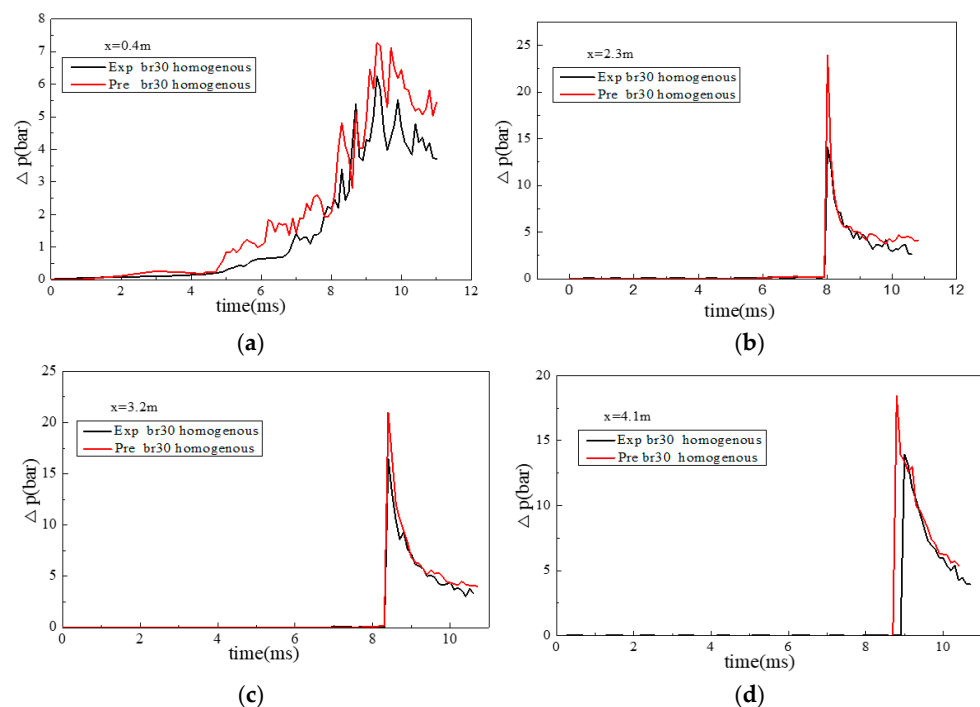 8
7
6
5
4
3
2
1
0
△ p(bar)
x=0.4m
Exp br30 homogenous
Pre br30 homogenous
0 2 4 6 8 10 12
time(ms)
(a)
25
20
15
10
5
0
△ p(bar)
x=2.3m
Exp br30 homogenous
Pre br30 homogenous
0 2 4 6 8 10 12
time(ms)
(b)
25
20
15
10
5
0
△ p(bar)
x=3.2m
Exp br30 homogenous
Pre br30 homogenous
0 2 4 6 8 10
time(ms)
(c)
20
15
10
5
0
△ p(bar)
x=4.1m
Exp br30 homogenous
Pre br30 homogenous
0 2 4 6 8 10
time(ms)
(d)